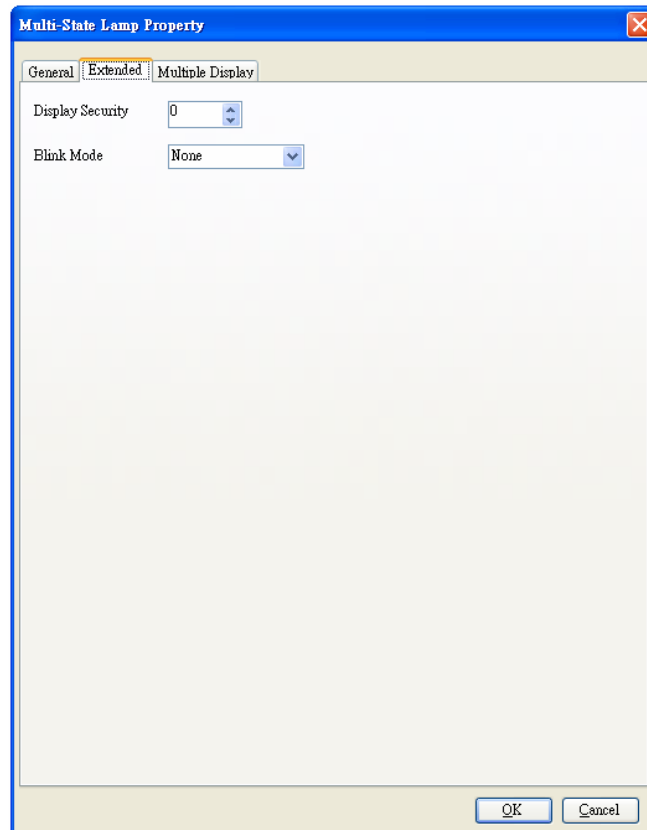 Multi-State Lamp Property
General Extended Multiple Display
Display Security 0
Blink Mode None
OK Cancel